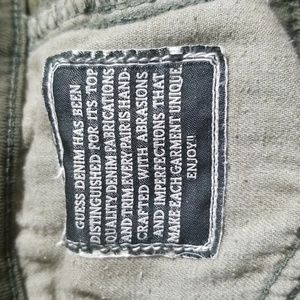 GUESS DENIM HAS BEEN
DISTINGUISHED FOR ITS TOP
QUALITY DENIM FABRICATIONS
AND TRIM. EVERY PAIR IS HAND-
CRAFTED WITH ABRASIONS
AND IMPERFECTIONS THAT
MAKE EACH GARMENT UNIQUE.
ENJOY!!